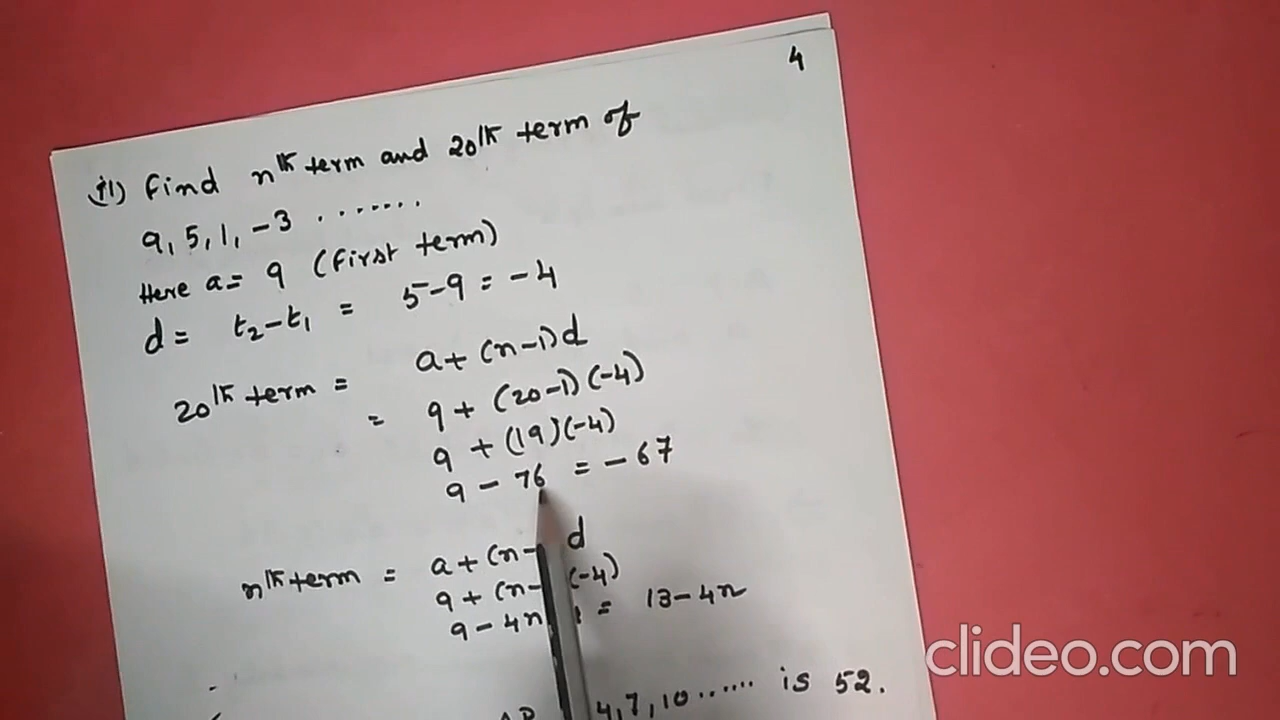 4
ii) Find nth term and 20th term of
9, 5, 1, -3 .......
Here a = 9 (First term)
d = t₂-t₁ = 5-9 = -4
20th term = a + (n-1)d
= 9 + (20-1)(-4)
9 + (19)(-4)
9 - 76 = -67
nth term = a + (n- d
9 + (n- (-4)
9 - 4n = 13-4n
4, 7, 10 ...... is 52.
clideo.com